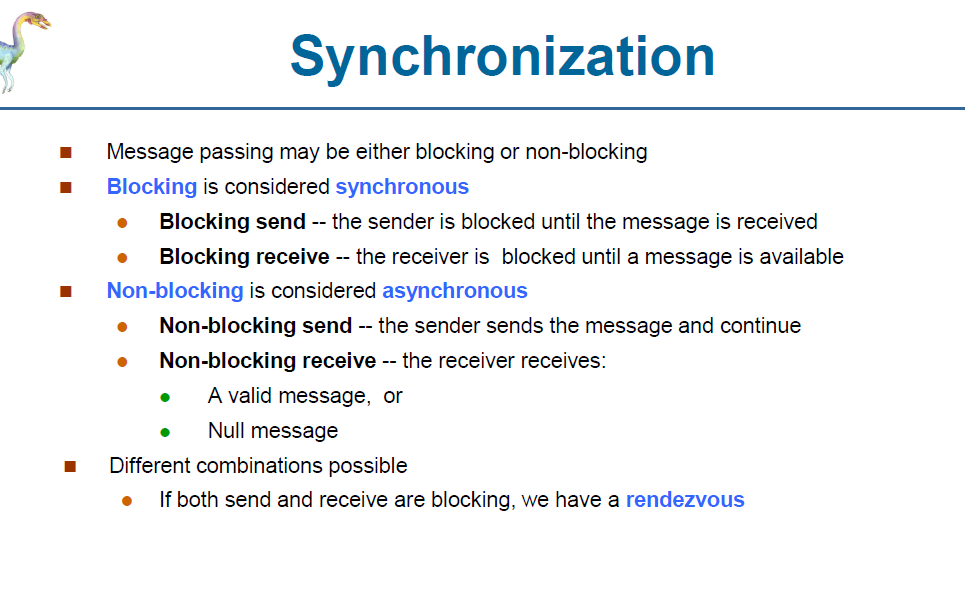 Synchronization
Message passing may be either blocking or non-blocking
Blocking is considered synchronous
Blocking send -- the sender is blocked until the message is received
Blocking receive -- the receiver is  blocked until a message is available
Non-blocking is considered asynchronous
Non-blocking send -- the sender sends the message and continue
Non-blocking receive -- the receiver receives:
A valid message,  or
Null message
Different combinations possible
If both send and receive are blocking, we have a rendezvous